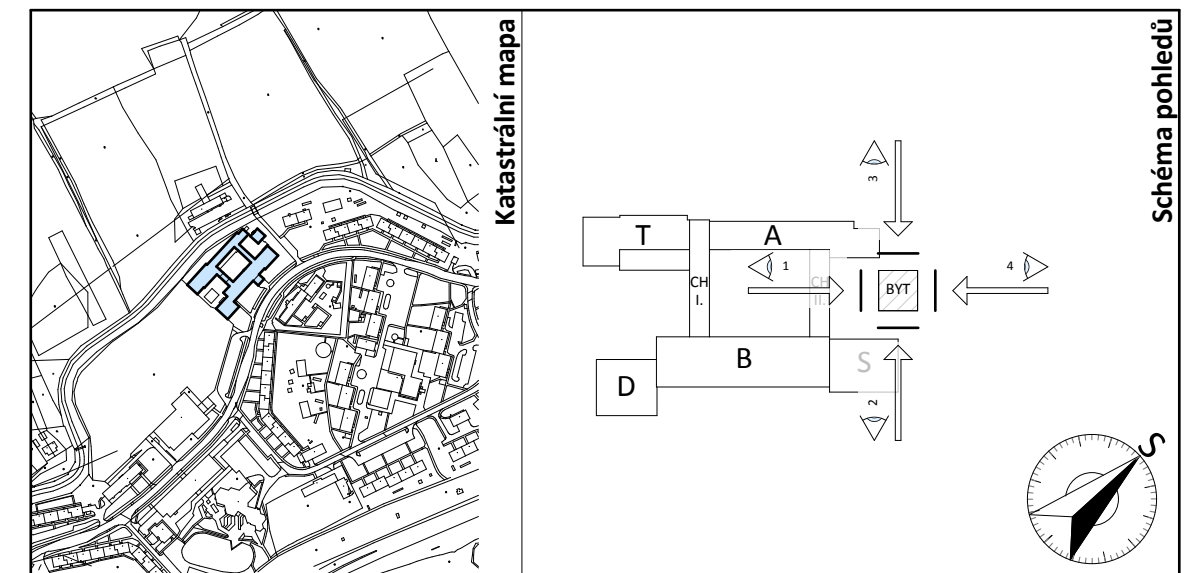 Katastrální mapa
Schéma pohledů
3
T
A
1
4
CH
I.
CH
II.
BYT
B
S
D
2
S